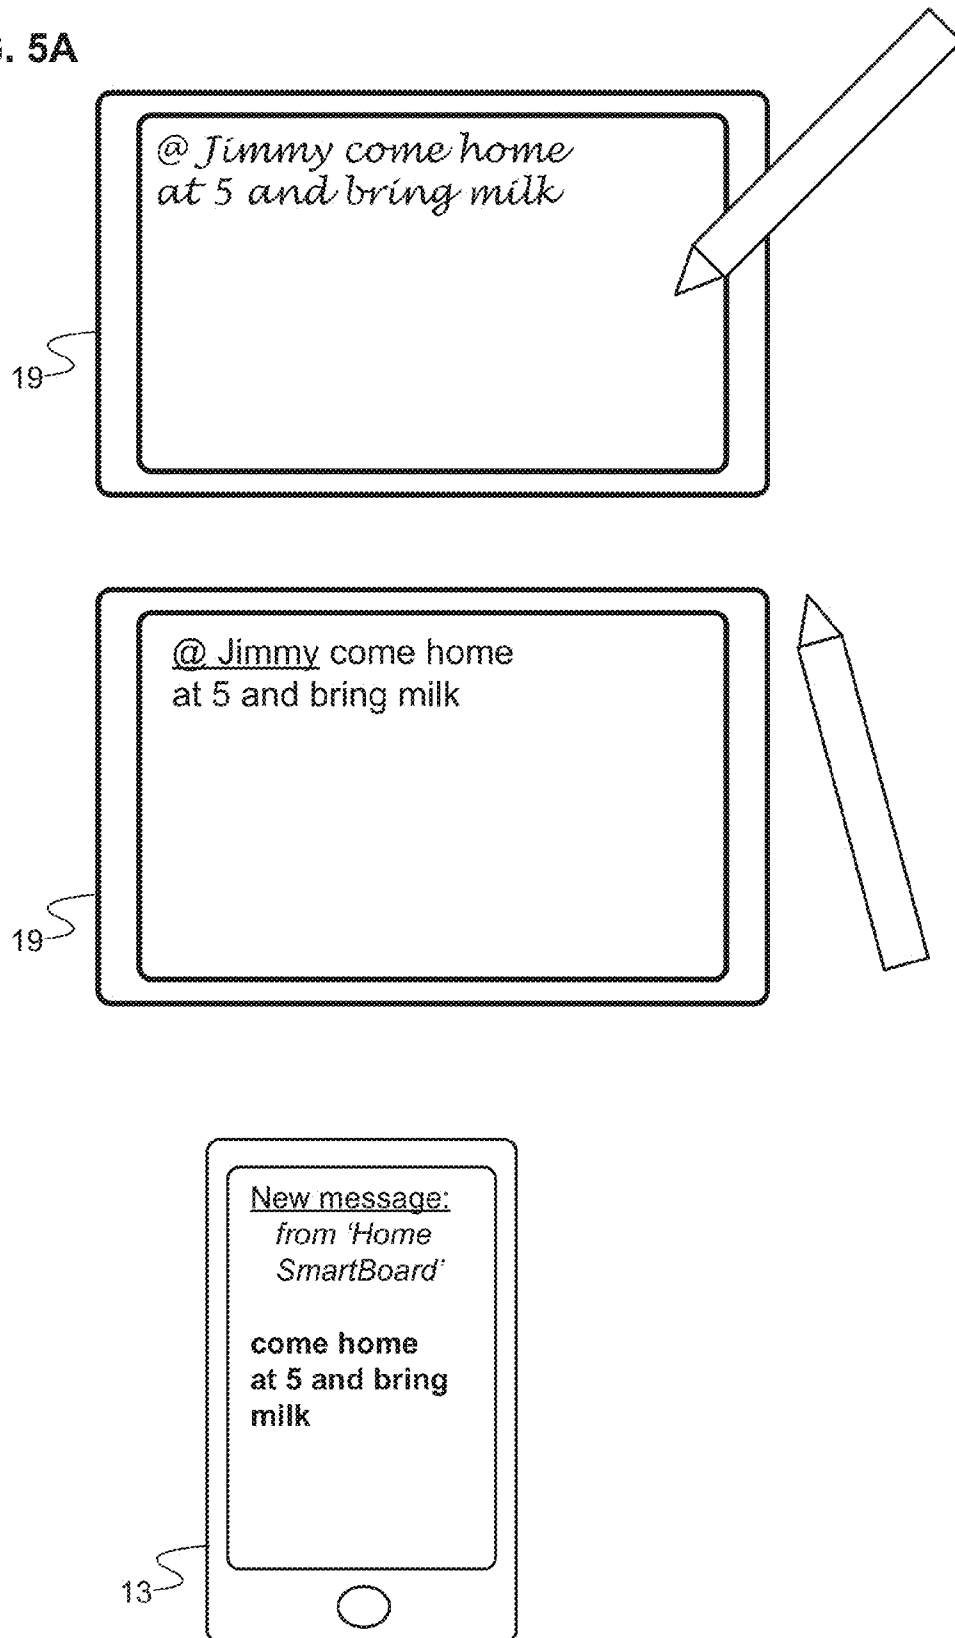 . 5A
@ Jimmy come home
at 5 and bring milk
19
@ Jimmy come home
at 5 and bring milk
19
New message:
from ‘Home
SmartBoard’
come home
at 5 and bring
milk
13